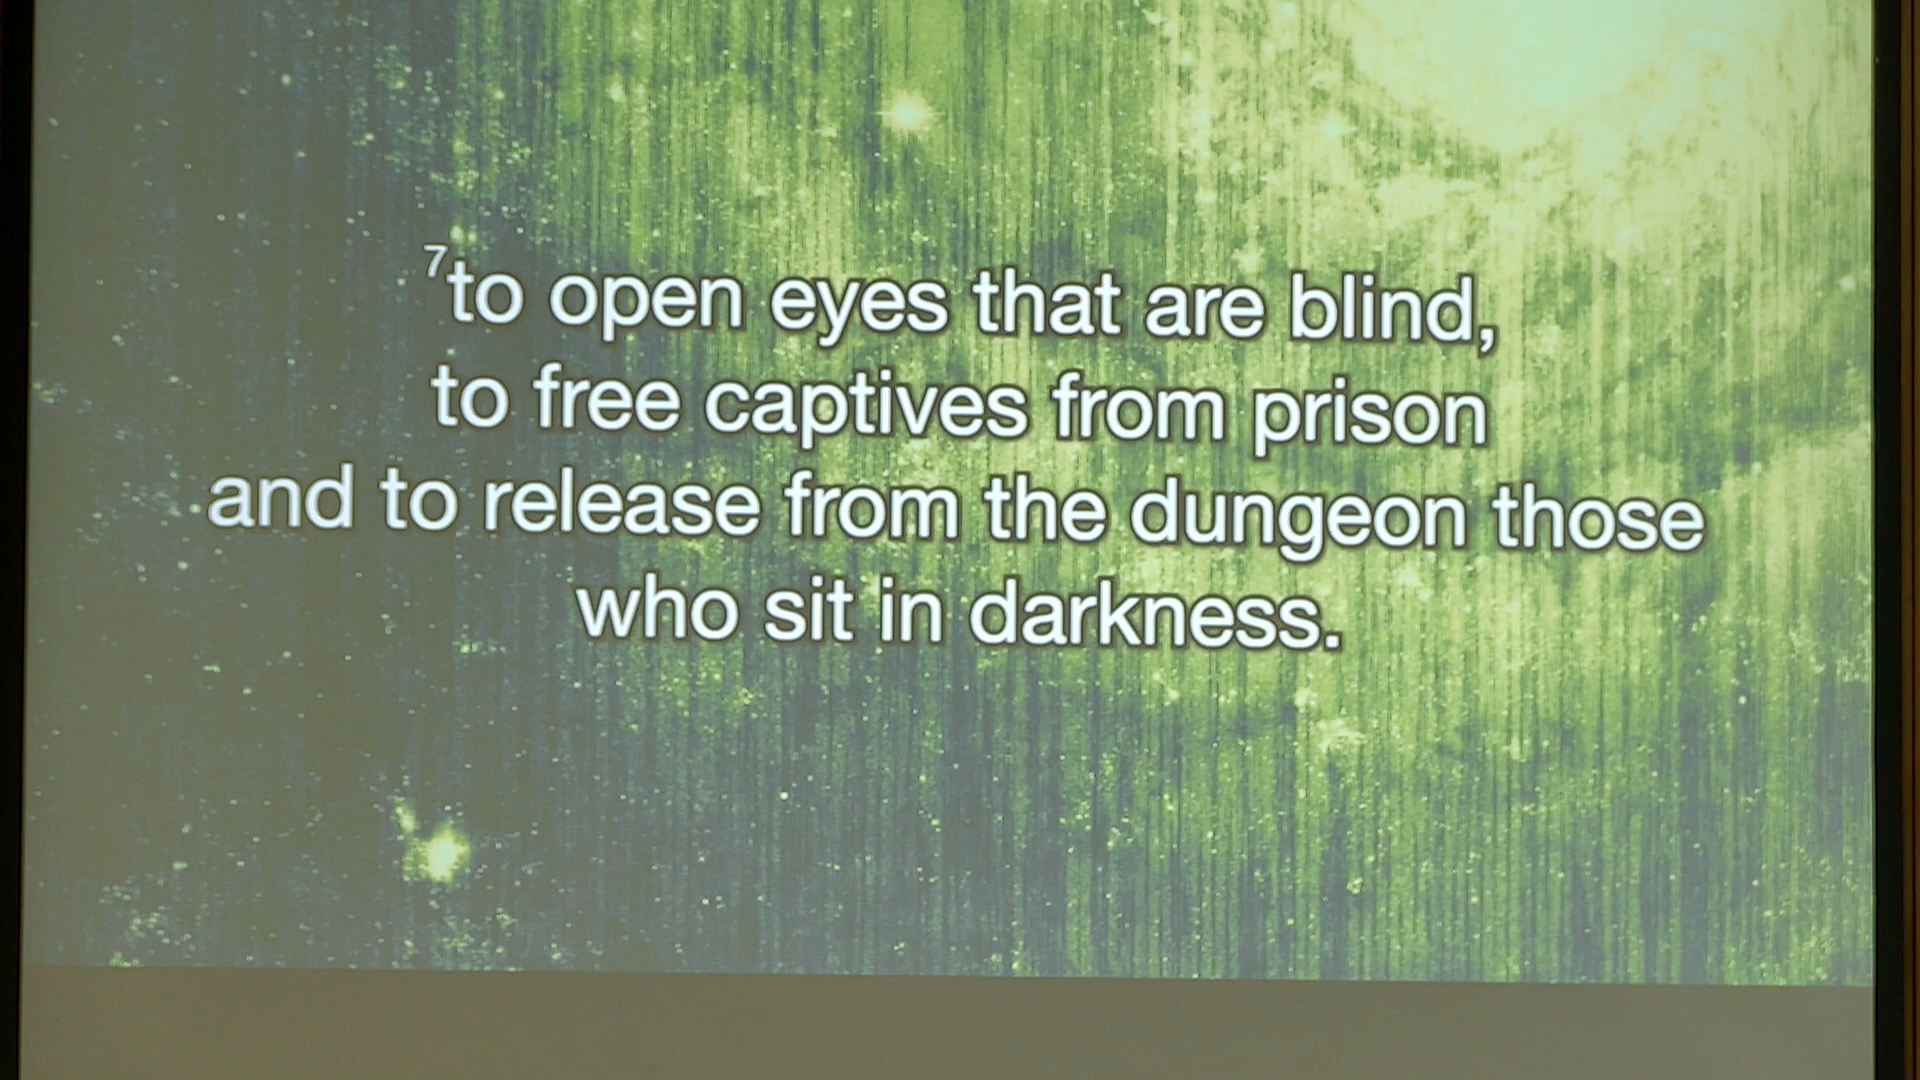 7to open eyes that are blind,
to free captives from prison
and to release from the dungeon those
who sit in darkness.